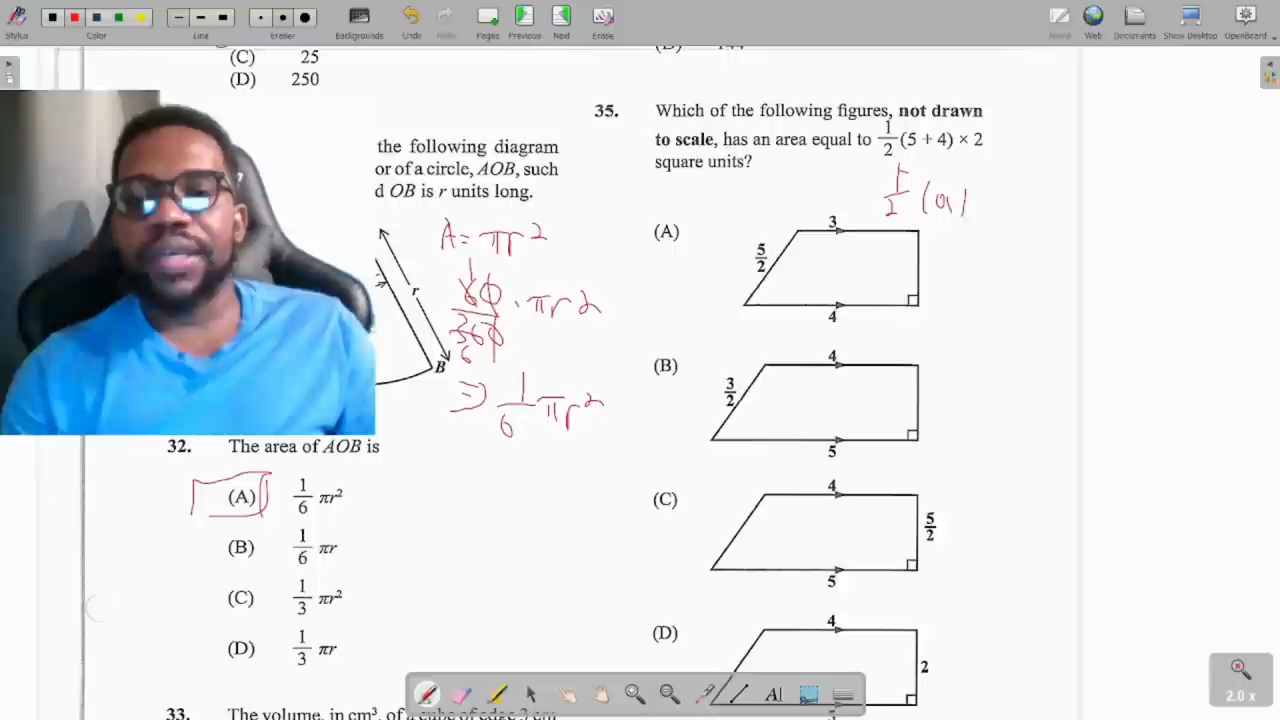 Stylus
Color
Line
Eraser
Backgrounds
Undo
Redo
Pages
Previous
Next
Erase
Board
Web
Documents
Show Desktop
OpenBoard
(C) 25
(D) 250
the following diagram
or of a circle, AOB, such
d OB is r units long.
r
B
A = πr²
60/360 · πr²
1
6
⇒ 1/6 πr²
32. The area of AOB is
(A) 1/6 πr²
(B) 1/6 πr
(C) 1/3 πr²
(D) 1/3 πr
33. The volume, in cm³, of a cube of edge 3 cm
35. Which of the following figures, not drawn
to scale, has an area equal to 1/2 (5 + 4) × 2
square units?
1/2 (a
(A)
3
5/2
4
(B)
4
3/2
5
(C)
4
5/2
5
(D)
4
2
A
2.0 x